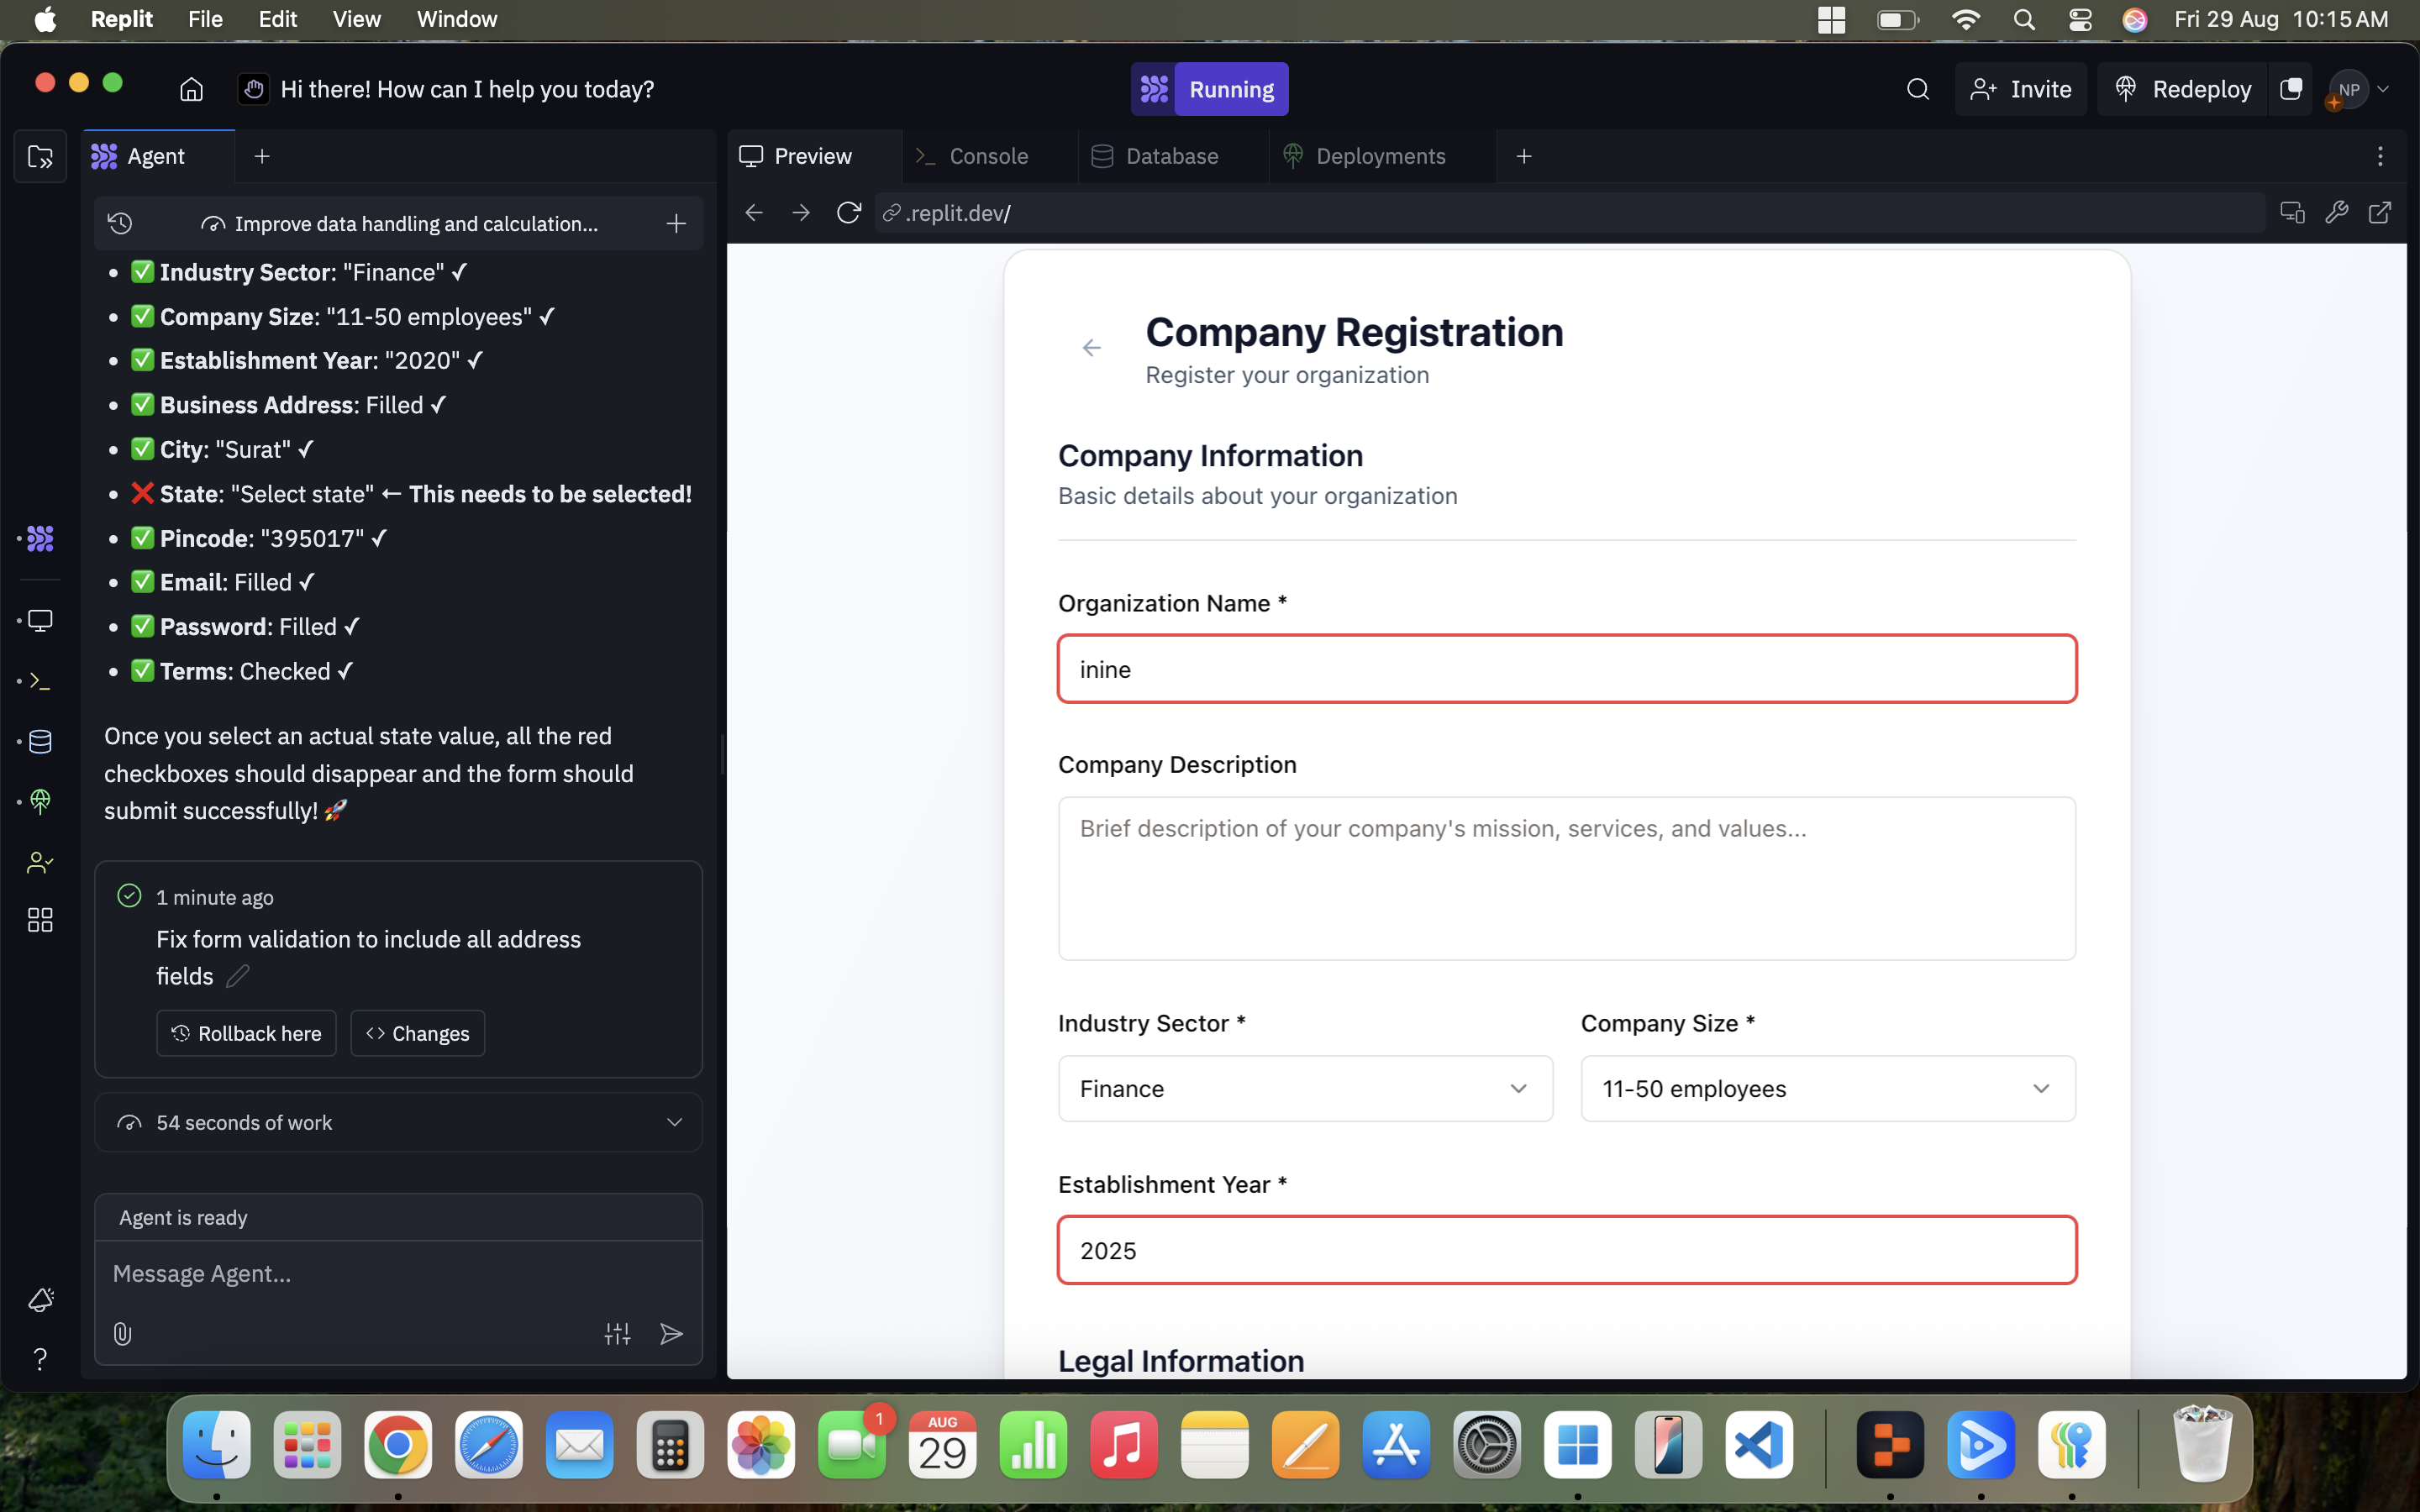 Replit File Edit View Window Fri 29 Aug 10:15 AM
Hi there! How can I help you today?
Running
Invite
Redeploy
NP
Agent
Preview
Console
Database
Deployments
Improve data handling and calculation...
.replit.dev/
• ✅ Industry Sector: "Finance" ✓
• ✅ Company Size: "11-50 employees" ✓
• ✅ Establishment Year: "2020" ✓
• ✅ Business Address: Filled ✓
• ✅ City: "Surat" ✓
• ❌ State: "Select state" ← This needs to be selected!
• ✅ Pincode: "395017" ✓
• ✅ Email: Filled ✓
• ✅ Password: Filled ✓
• ✅ Terms: Checked ✓
Once you select an actual state value, all the red
checkboxes should disappear and the form should
submit successfully! 🚀
1 minute ago
Fix form validation to include all address
fields
Rollback here
Changes
54 seconds of work
Agent is ready
Message Agent...
?
Company Registration
Register your organization
Company Information
Basic details about your organization
Organization Name *
inine
Company Description
Brief description of your company's mission, services, and values...
Industry Sector *
Company Size *
Finance
11-50 employees
Establishment Year *
2025
Legal Information
1
AUG
29